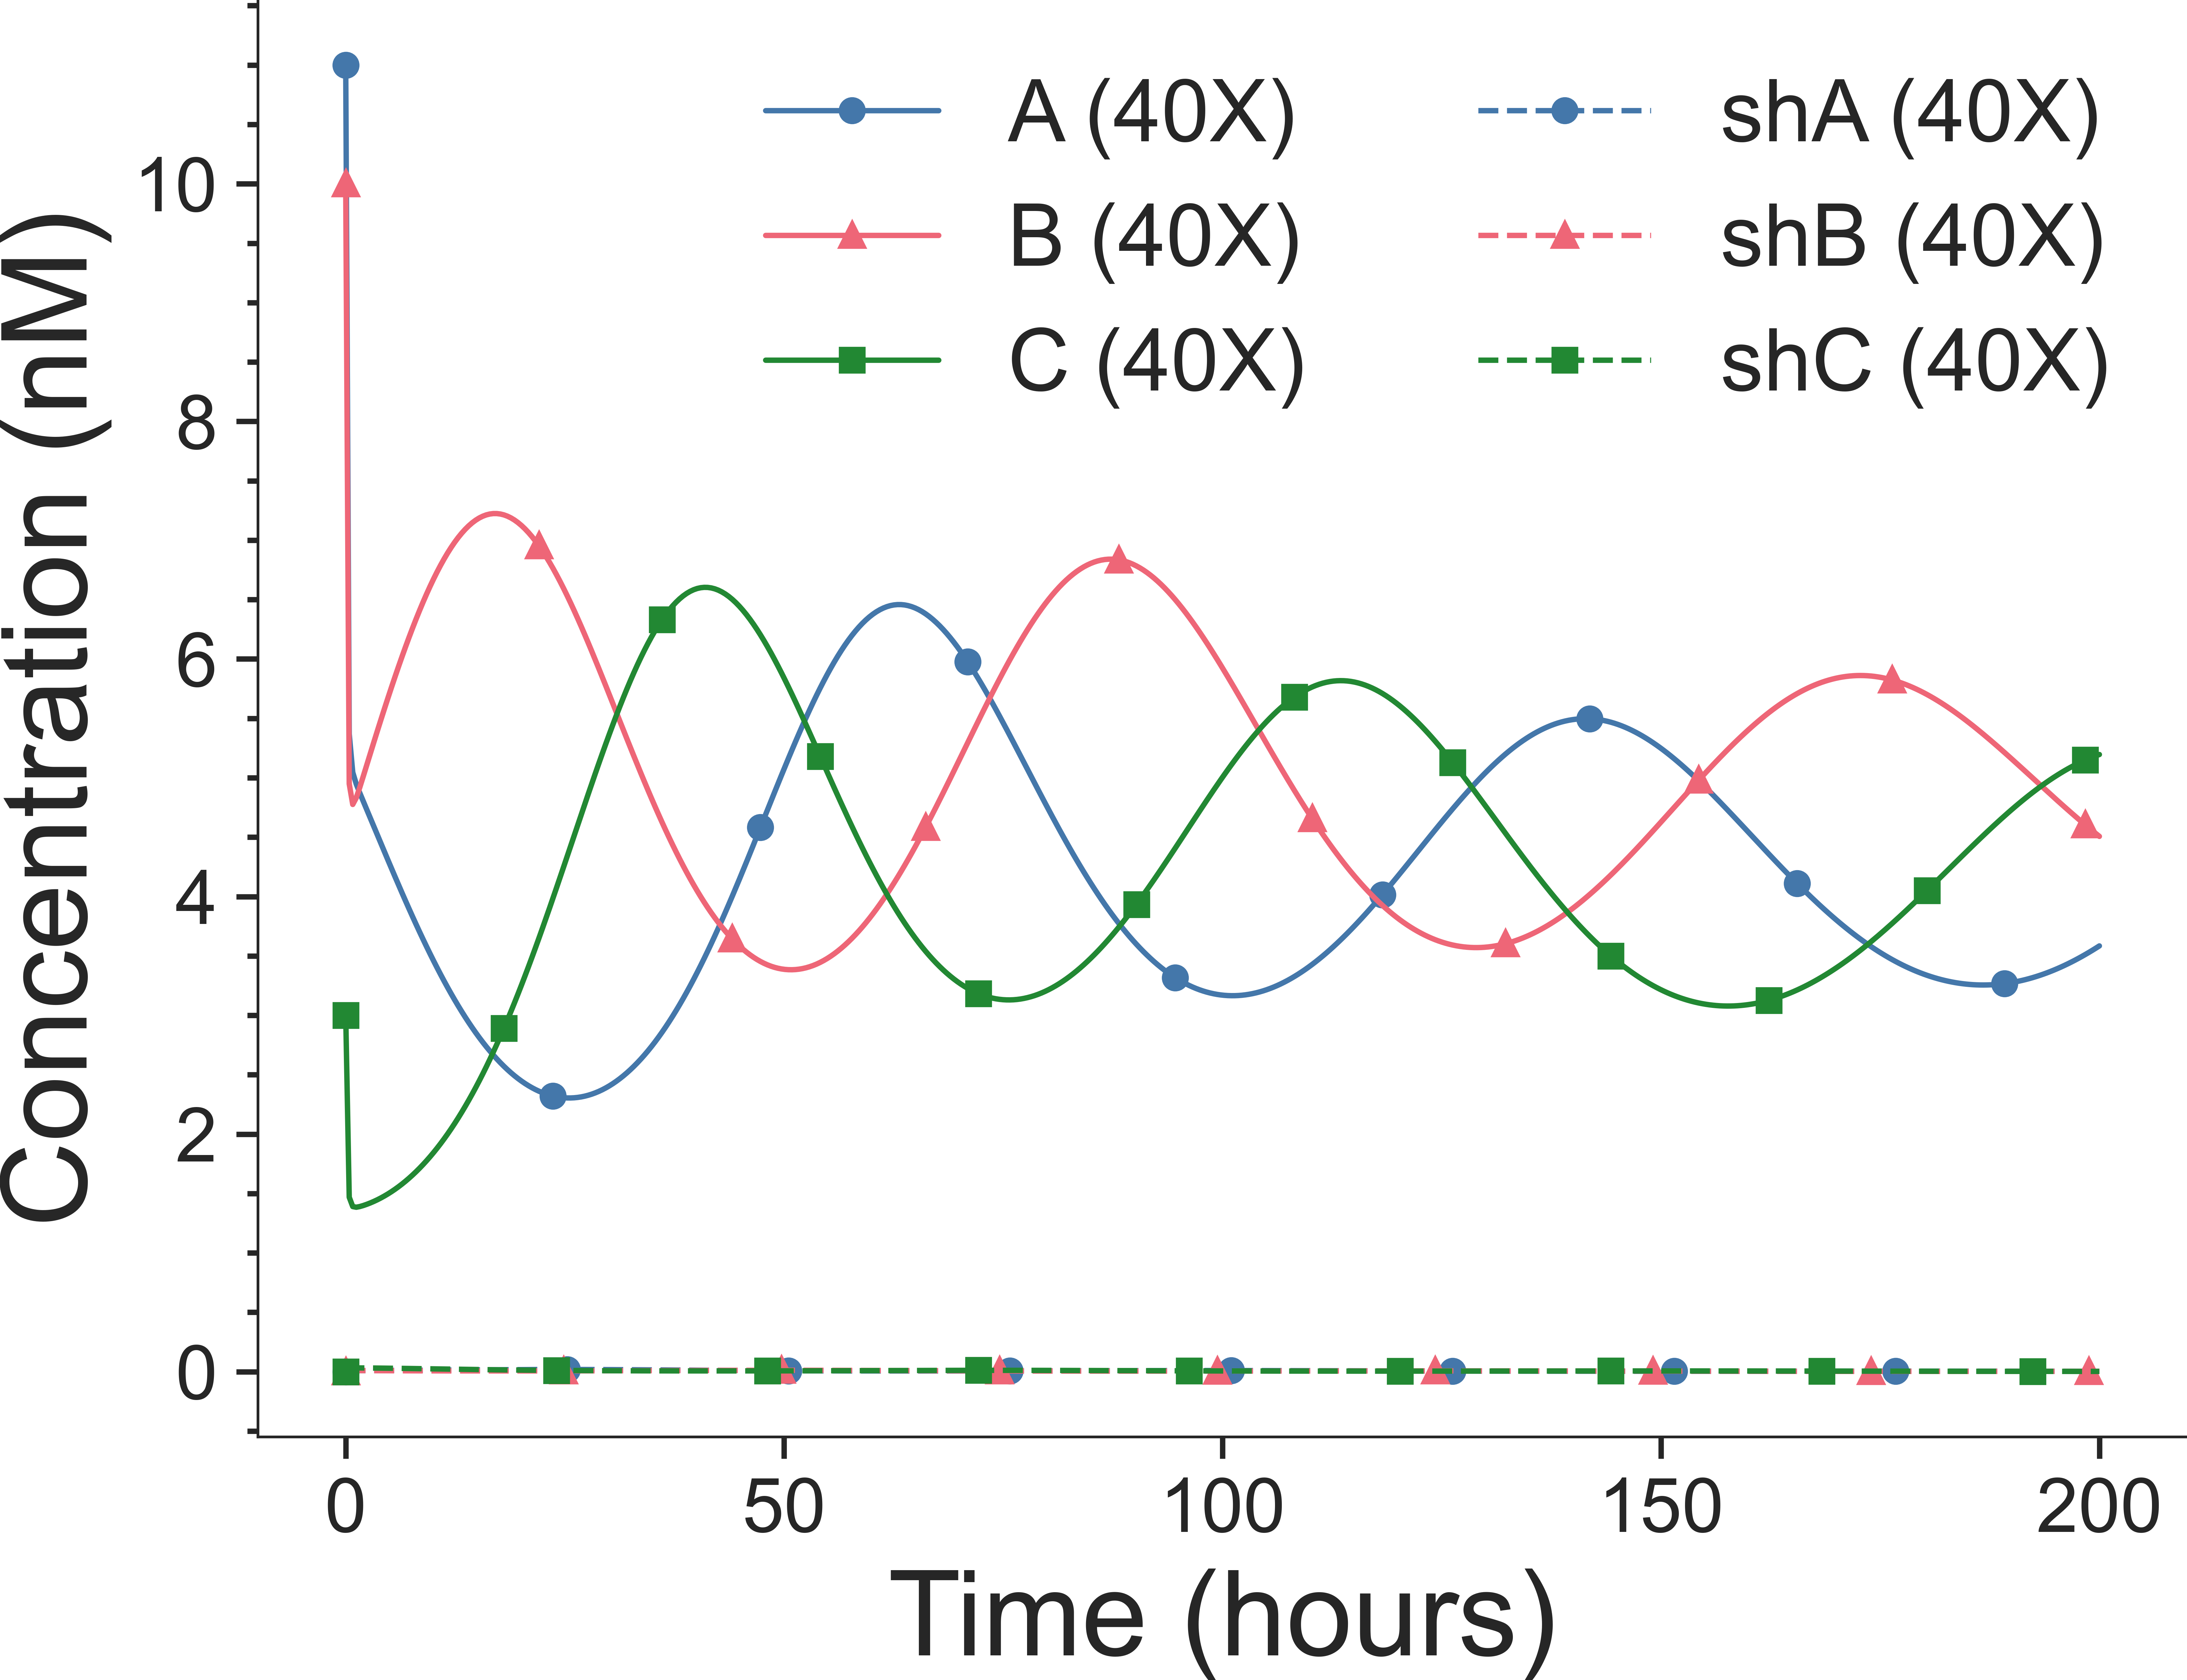 Concentration (nM)
10
8
6
4
2
0
A (40X)
B (40X)
C (40X)
shA (40X)
shB (40X)
shC (40X)
0 50 100 150 200
Time (hours)